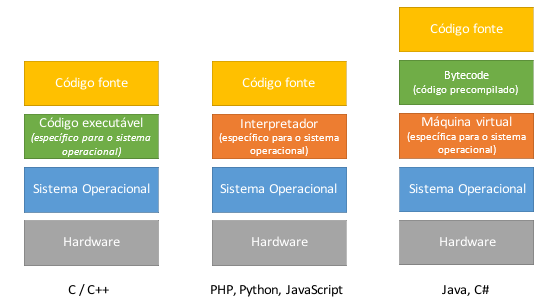 Código fonte
Código executável
(específico para o sistema
operacional)
Sistema Operacional
Hardware
C / C++
Código fonte
Interpretador
(específico para o sistema
operacional)
Sistema Operacional
Hardware
PHP, Python, JavaScript
Código fonte
Bytecode
(código precompilado)
Máquina virtual
(específica para o sistema
operacional)
Sistema Operacional
Hardware
Java, C#